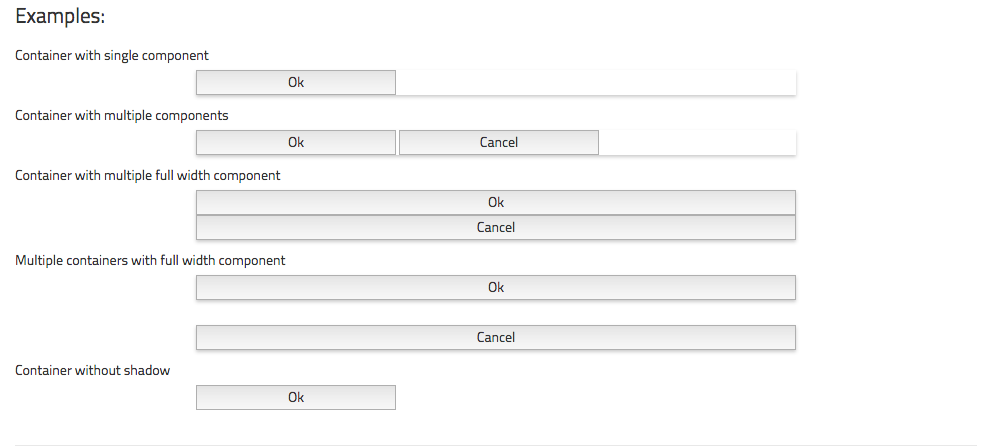 Examples:
Container with single component
Ok
Container with multiple components
Ok Cancel
Container with multiple full width component
Ok
Cancel
Multiple containers with full width component
Ok
Cancel
Container without shadow
Ok